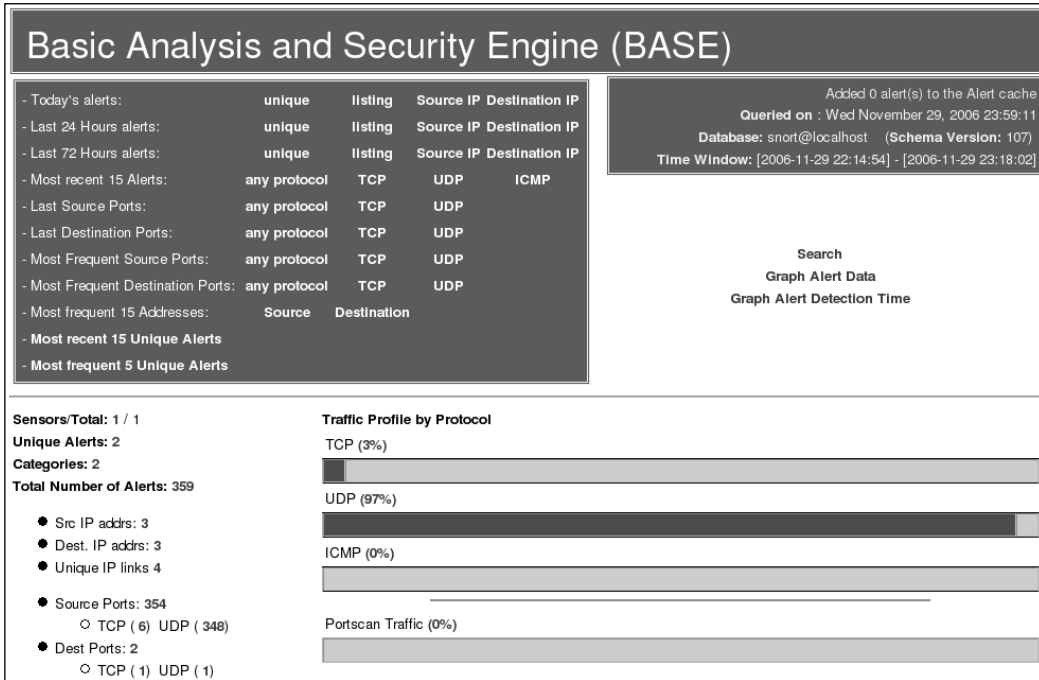 Basic Analysis and Security Engine (BASE)
- Today's alerts: unique listing Source IP Destination IP
- Last 24 Hours alerts: unique listing Source IP Destination IP
- Last 72 Hours alerts: unique listing Source IP Destination IP
- Most recent 15 Alerts: any protocol TCP UDP ICMP
- Last Source Ports: any protocol TCP UDP
- Last Destination Ports: any protocol TCP UDP
- Most Frequent Source Ports: any protocol TCP UDP
- Most Frequent Destination Ports: any protocol TCP UDP
- Most frequent 15 Addresses: Source Destination
- Most recent 15 Unique Alerts
- Most frequent 5 Unique Alerts
Added 0 alert(s) to the Alert cache
Queried on : Wed November 29, 2006 23:59:11
Database: snort@localhost (Schema Version: 107)
Time Window: [2006-11-29 22:14:54] - [2006-11-29 23:18:02]
Search
Graph Alert Data
Graph Alert Detection Time
Sensors/Total: 1 / 1
Unique Alerts: 2
Categories: 2
Total Number of Alerts: 359
Src IP addrs: 3
Dest. IP addrs: 3
Unique IP links 4
Source Ports: 354
TCP ( 6) UDP ( 348)
Dest Ports: 2
TCP ( 1) UDP ( 1)
Traffic Profile by Protocol
TCP (3%)
UDP (97%)
ICMP (0%)
Portscan Traffic (0%)